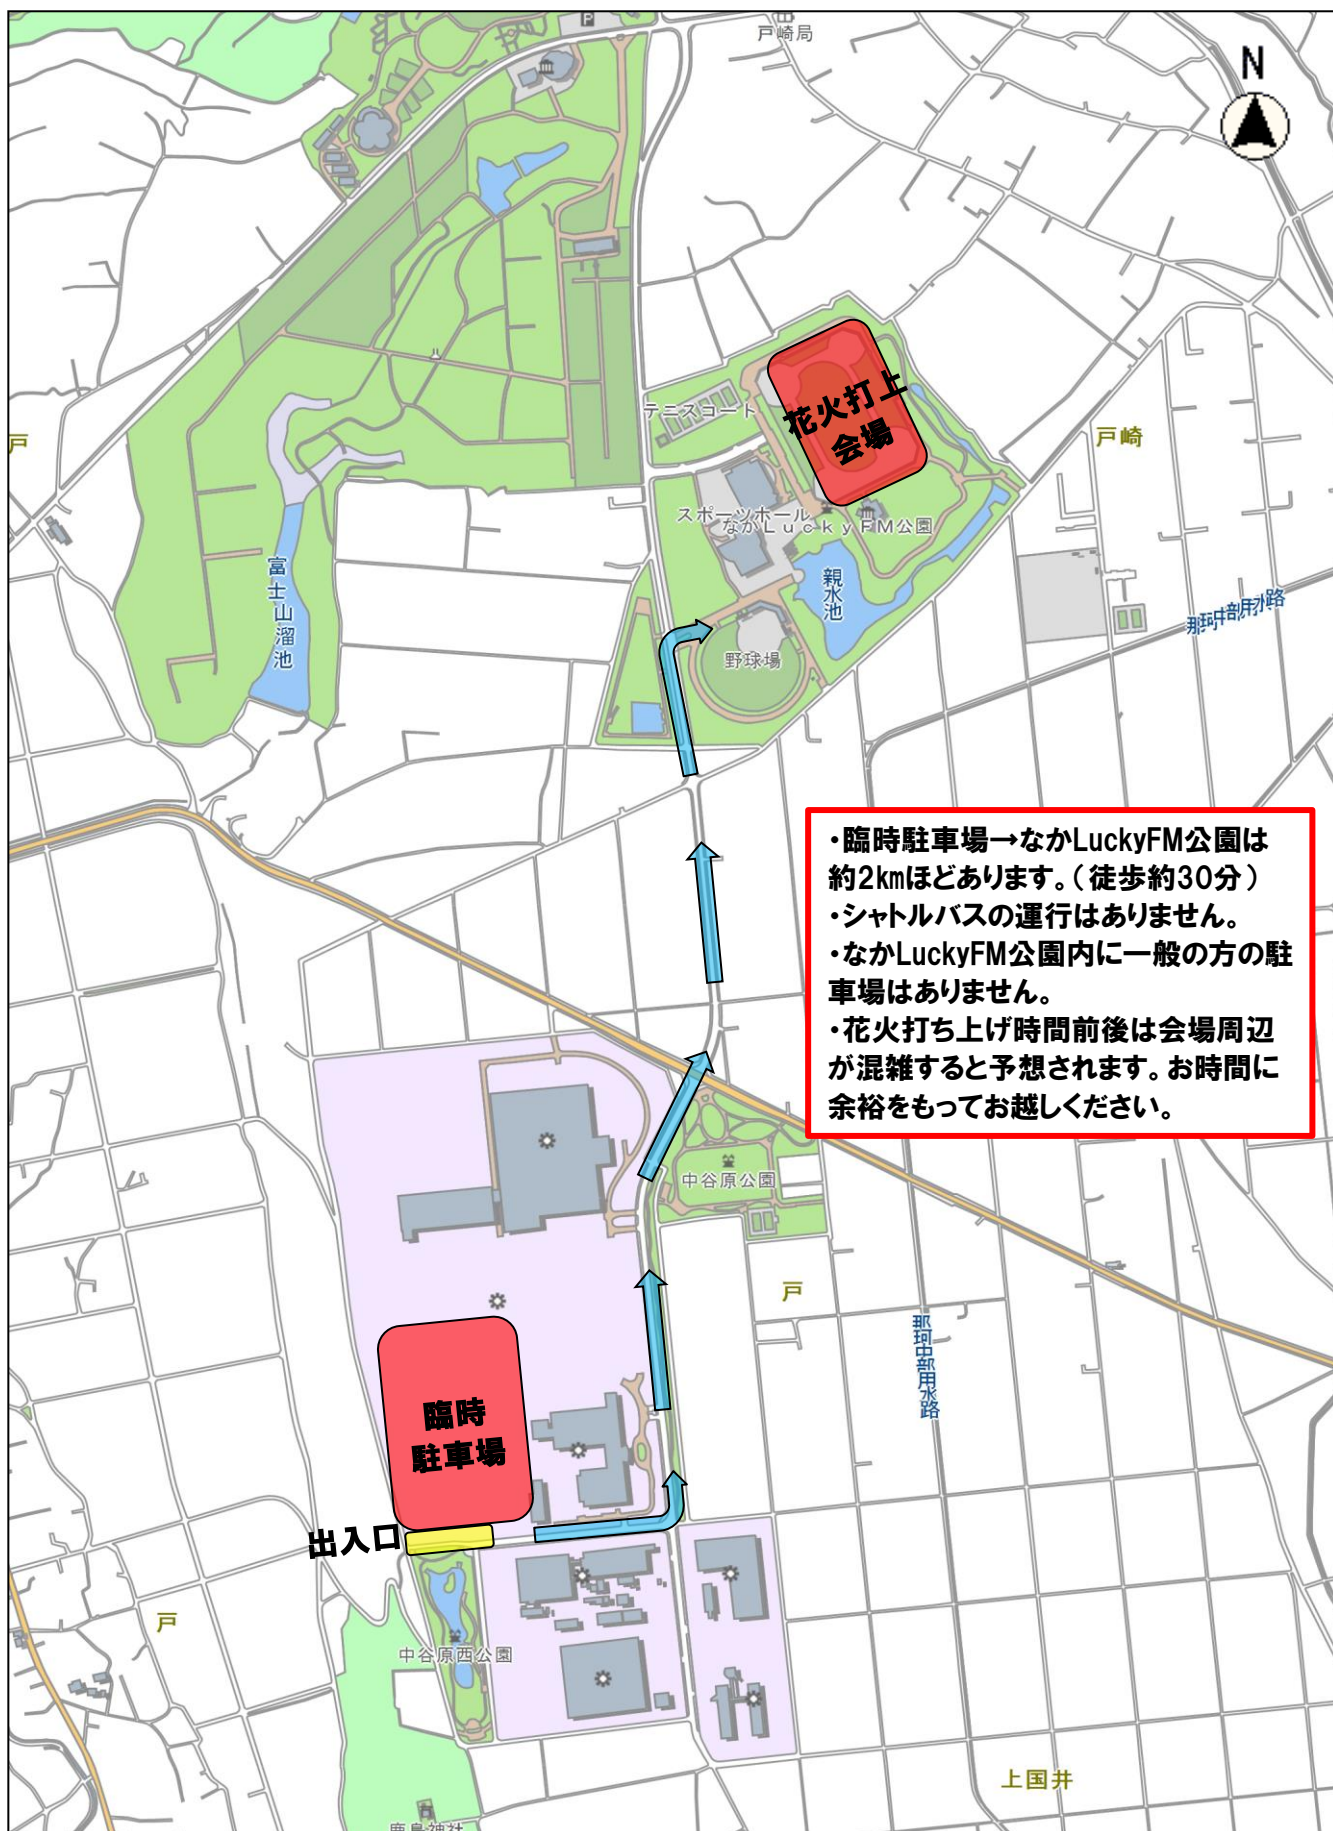 戸崎局
N
P
花火打上
会場
テニスコート
戸崎
戸
スポーツホール
なかLuckyFM公園
富士山溜池
親水池
那珂中部用水路
野球場
・臨時駐車場→なかLuckyFM公園は
約2kmほどあります。（徒歩約30分）
・シャトルバスの運行はありません。
・なかLuckyFM公園内に一般の方の駐
車場はありません。
・花火打ち上げ時間前後は会場周辺
が混雑すると予想されます。お時間に
余裕をもってお越しください。
中谷原公園
戸
那珂中部用水路
臨時
駐車場
出入口
戸
中谷原西公園
上国井
鹿島神社